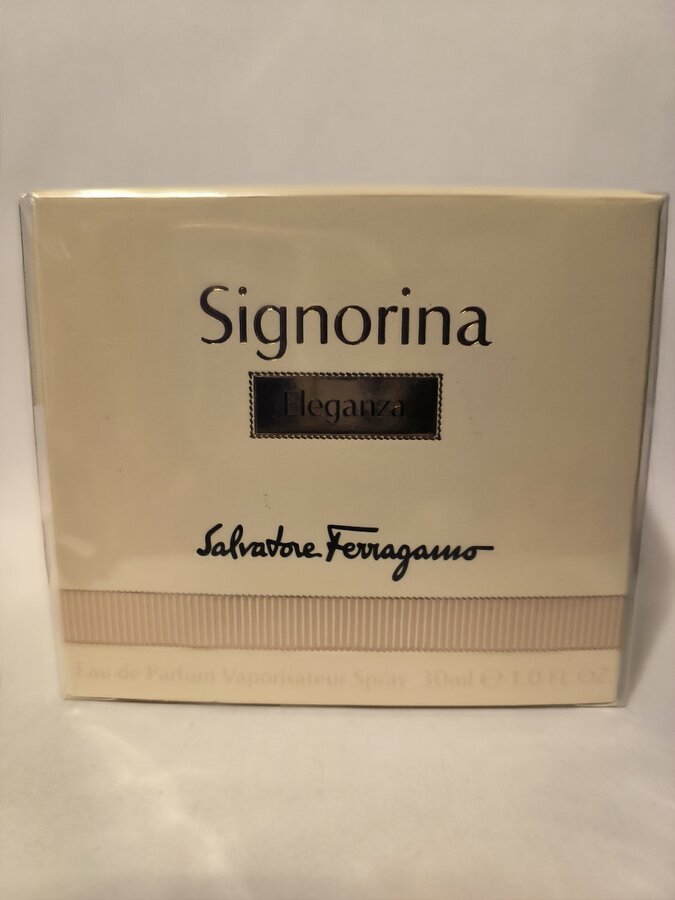 Signorina
Eleganza
Salvatore Ferragamo
Eau de Parfum Vaporisateur Spray 30ml ℮ 1.0 FL.OZ.